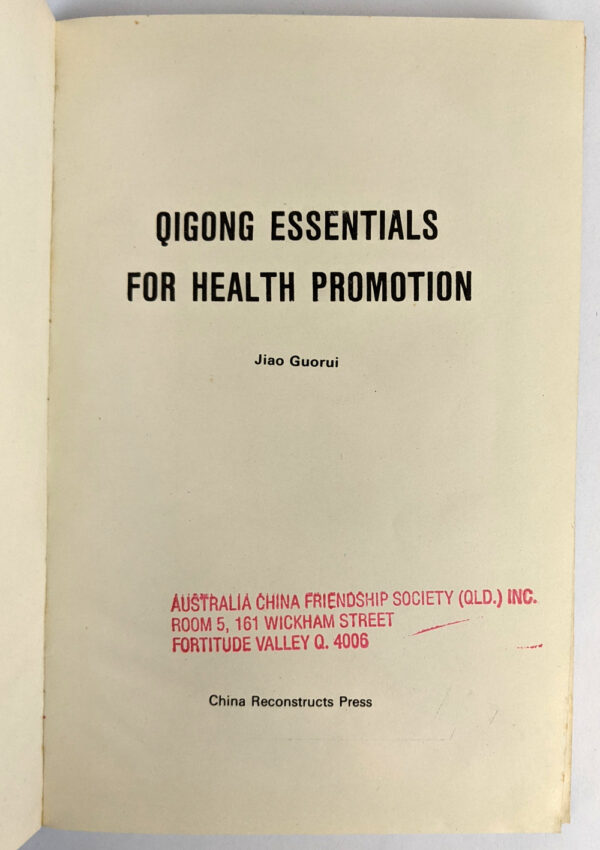 QIGONG ESSENTIALS
FOR HEALTH PROMOTION
Jiao Guorui
AUSTRALIA CHINA FRIENDSHIP SOCIETY (QLD.) INC.
ROOM 5, 161 WICKHAM STREET
FORTITUDE VALLEY Q. 4006
China Reconstructs Press